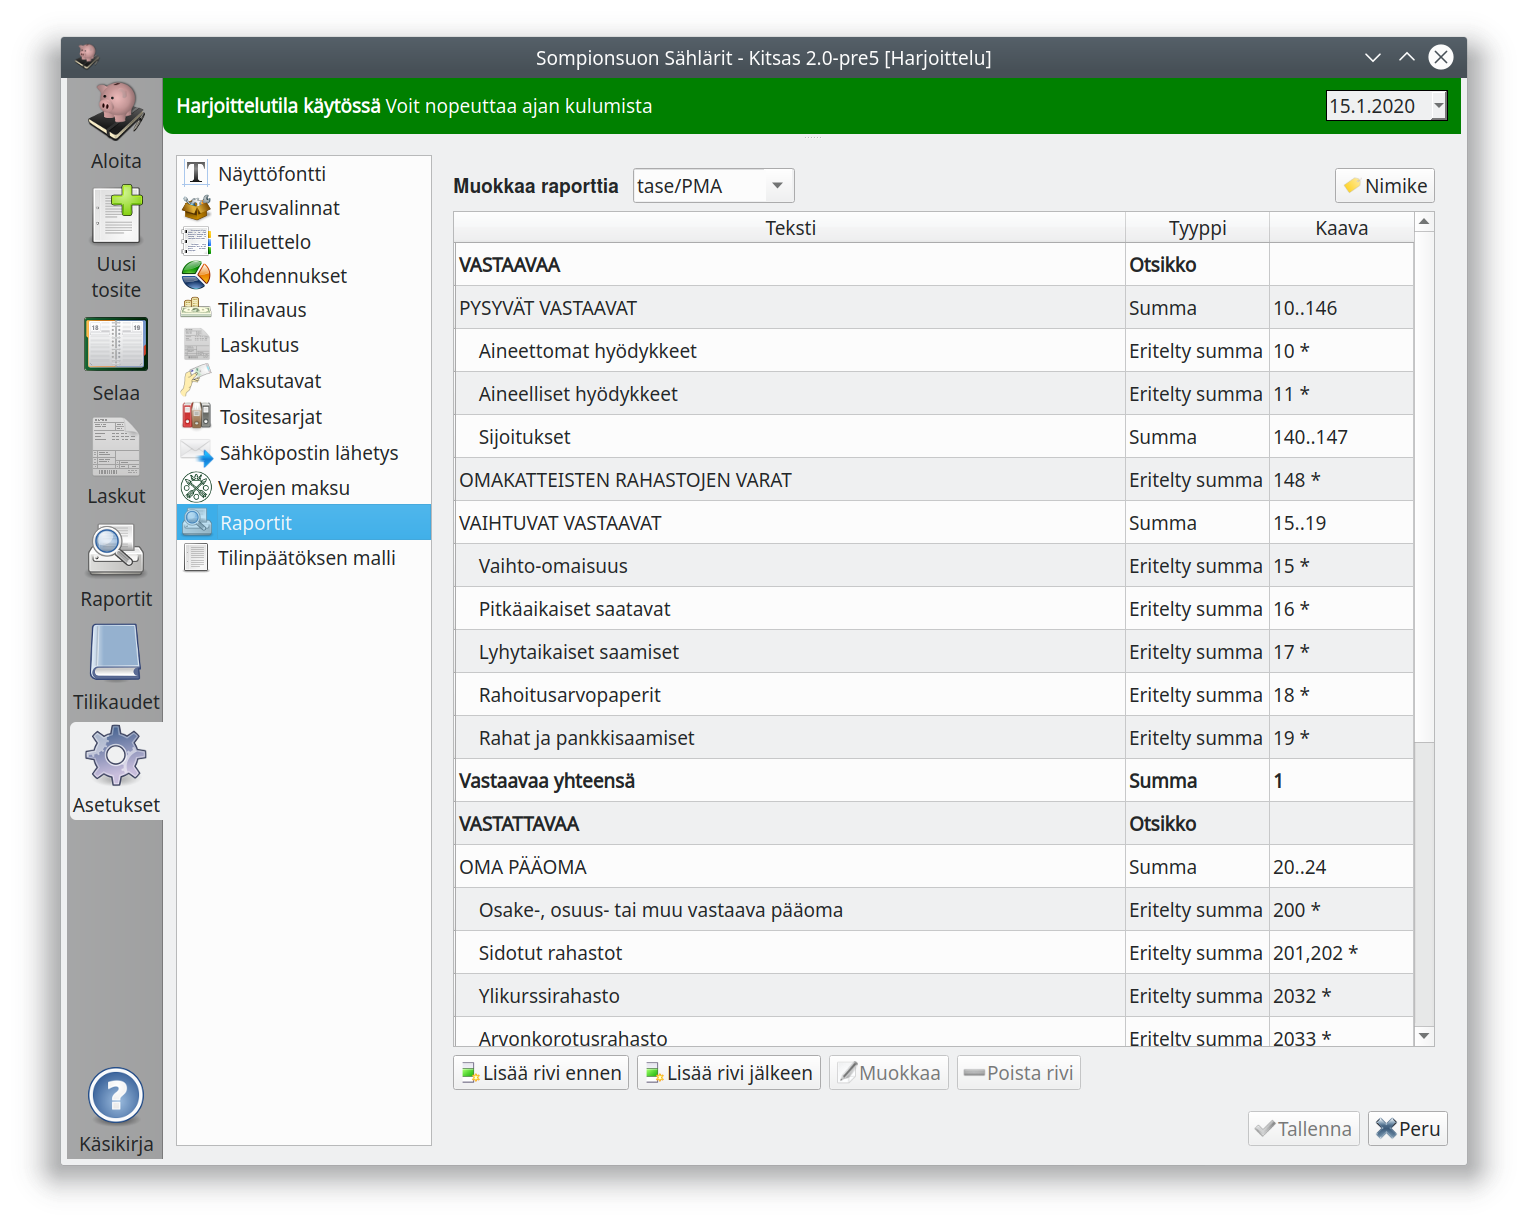 Sompionsuon Sählärit - Kitsas 2.0-pre5 [Harjoittelu]
Harjoittelutila käytössä Voit nopeuttaa ajan kulumista
15.1.2020
Aloita
Uusi
tosite
18 19
Selaa
Laskut
Raportit
Tilikaudet
Asetukset
Käsikirja
Näyttöfontti
Perusvalinnat
Tililuettelo
Kohdennukset
Tilinavaus
Laskutus
Maksutavat
Tositesarjat
Sähköpostin lähetys
Verojen maksu
Raportit
Tilinpäätöksen malli
Muokkaa raporttia tase/PMA Nimike
Teksti Tyyppi Kaava
VASTAAVAA Otsikko
PYSYVÄT VASTAAVAT Summa 10..146
Aineettomat hyödykkeet Eritelty summa 10 *
Aineelliset hyödykkeet Eritelty summa 11 *
Sijoitukset Summa 140..147
OMAKATTEISTEN RAHASTOJEN VARAT Eritelty summa 148 *
VAIHTUVAT VASTAAVAT Summa 15..19
Vaihto-omaisuus Eritelty summa 15 *
Pitkäaikaiset saatavat Eritelty summa 16 *
Lyhytaikaiset saamiset Eritelty summa 17 *
Rahoitusarvopaperit Eritelty summa 18 *
Rahat ja pankkisaamiset Eritelty summa 19 *
Vastaavaa yhteensä Summa 1
VASTATTAVAA Otsikko
OMA PÄÄOMA Summa 20..24
Osake-, osuus- tai muu vastaava pääoma Eritelty summa 200 *
Sidotut rahastot Eritelty summa 201,202 *
Ylikurssirahasto Eritelty summa 2032 *
Arvonkorotusrahasto Eritelty summa 2033 *
Lisää rivi ennen Lisää rivi jälkeen Muokkaa Poista rivi
Tallenna Peru